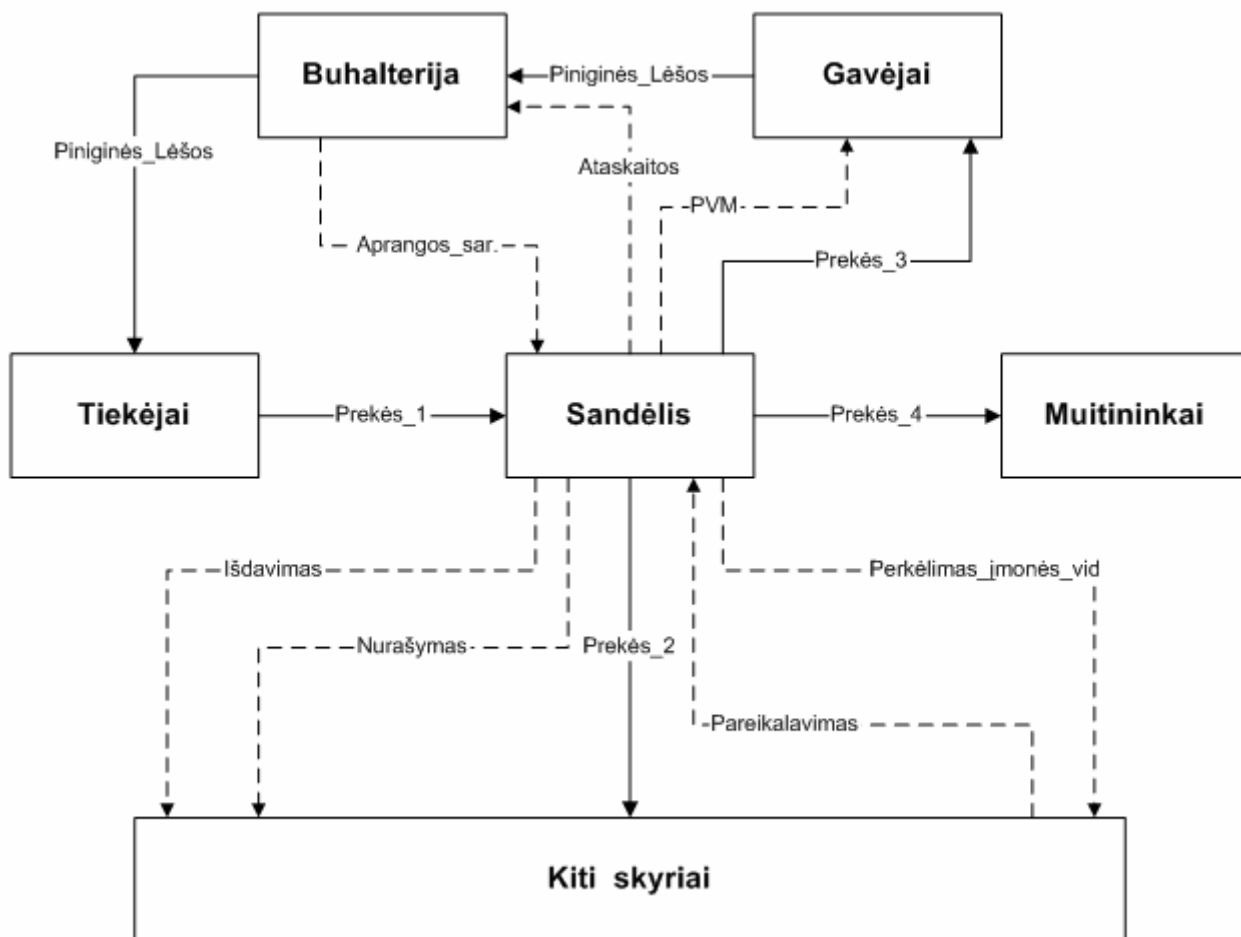 Buhalterija
Piniginės_Lėšos
Gavėjai
Piniginės_Lėšos
Ataskaitos
PVM
Aprangos_sar.
Prekės_3
Tiekėjai
Prekės_1
Sandėlis
Prekės_4
Muitininkai
Išdavimas
Perkėlimas_įmonės_vid
Nurašymas
Prekės_2
Pareikalavimas
Kiti skyriai